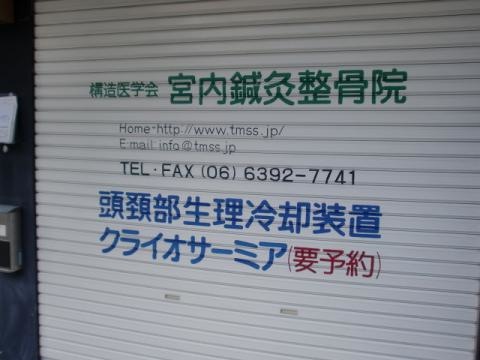 構造医学会 宮内鍼灸整骨院
Home-http://www.tmss.jp/
E.mail info@tmss.jp
TEL・FAX (06) 6392-7741
頭頚部生理冷却装置
クライオサーミア(要予約)